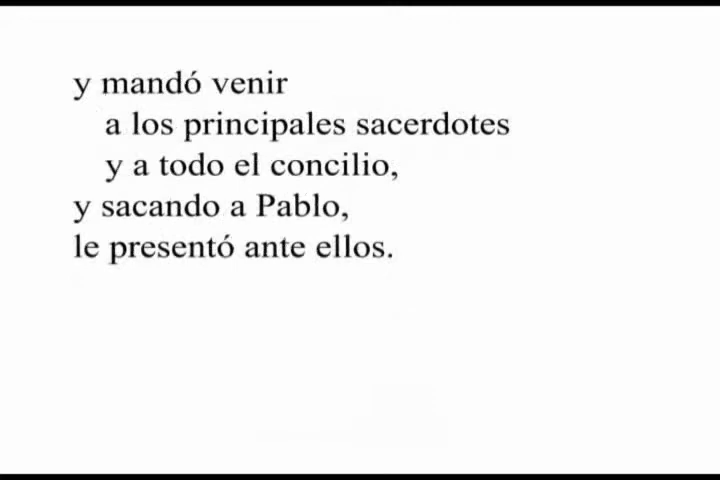 y mandó venir
a los principales sacerdotes
y a todo el concilio,
y sacando a Pablo,
le presentó ante ellos.